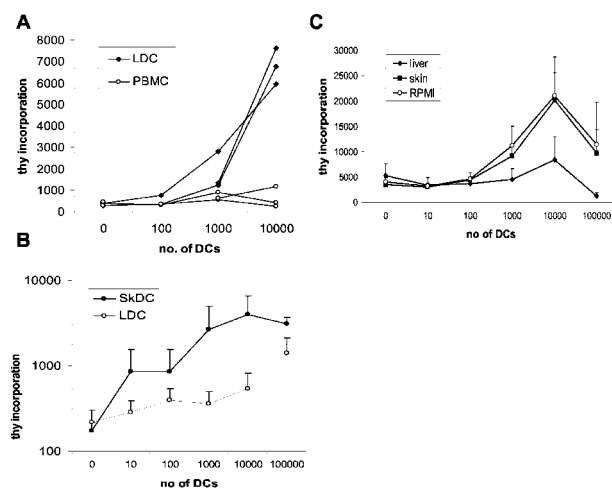 A
thy incorporation
8000
7000
6000
5000
4000
3000
2000
1000
0
LDC
PBMC
0 100 1000 10000
no. of DCs
B
thy incorporation
10000
1000
100
SkDC
LDC
0 10 100 1000 10000 100000
no of DCs
C
thy incorporation
30000
25000
20000
15000
10000
5000
0
liver
skin
RPMI
0 10 100 1000 10000 100000
no of DCs